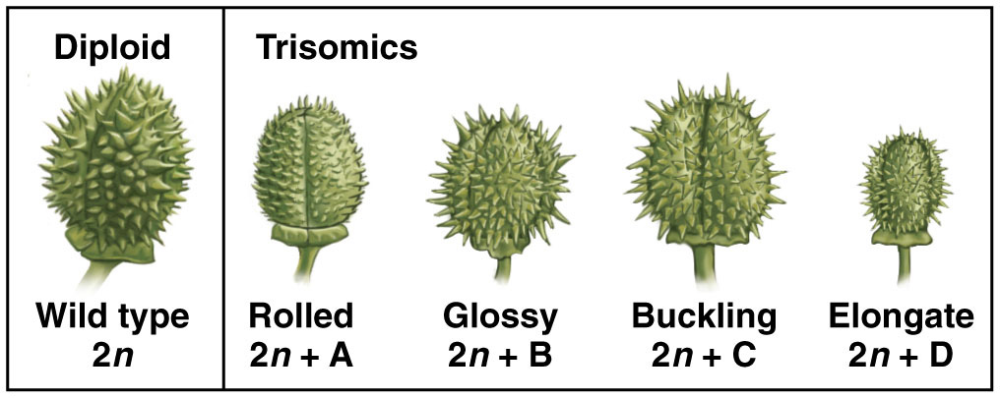 Diploid
Trisomics
Wild type
2n
Rolled
2n + A
Glossy
2n + B
Buckling
2n + C
Elongate
2n + D